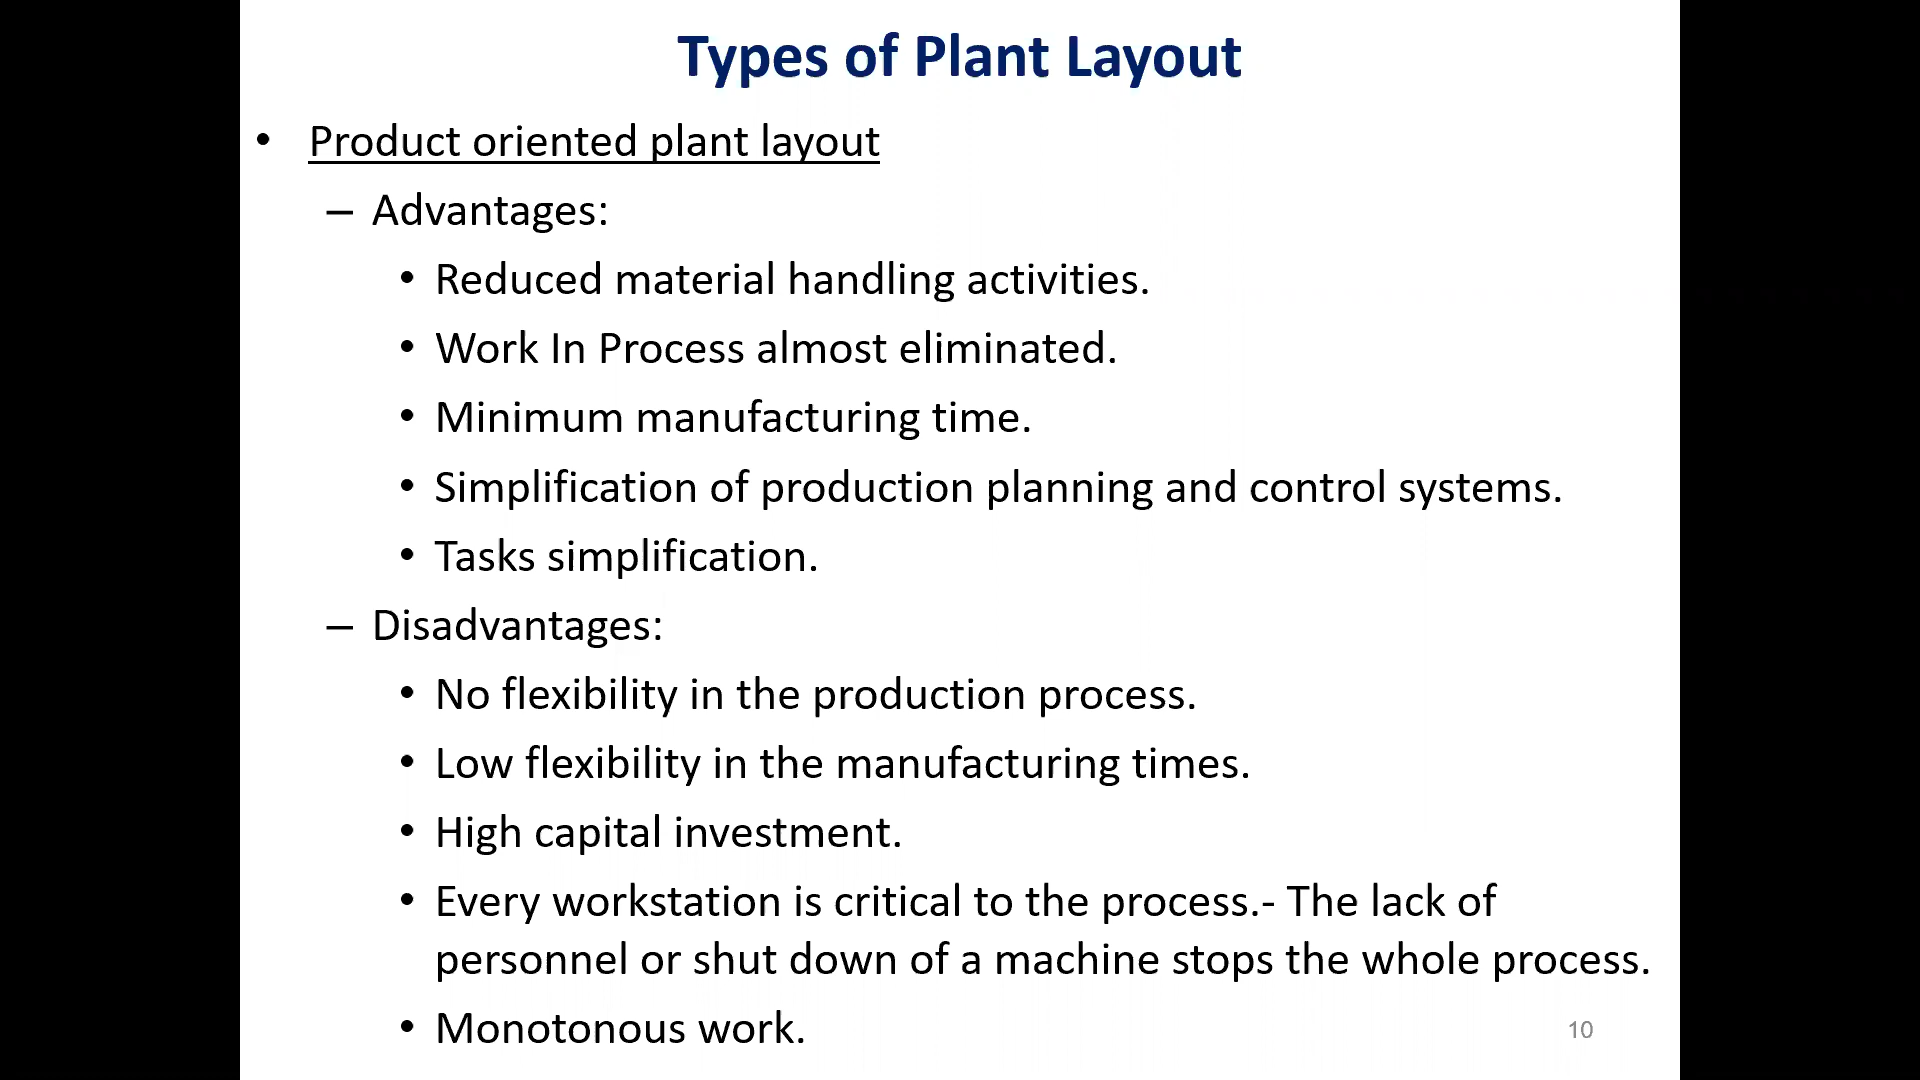 Types of Plant Layout
• Product oriented plant layout
– Advantages:
• Reduced material handling activities.
• Work In Process almost eliminated.
• Minimum manufacturing time.
• Simplification of production planning and control systems.
• Tasks simplification.
– Disadvantages:
• No flexibility in the production process.
• Low flexibility in the manufacturing times.
• High capital investment.
• Every workstation is critical to the process.- The lack of
personnel or shut down of a machine stops the whole process.
• Monotonous work.
10